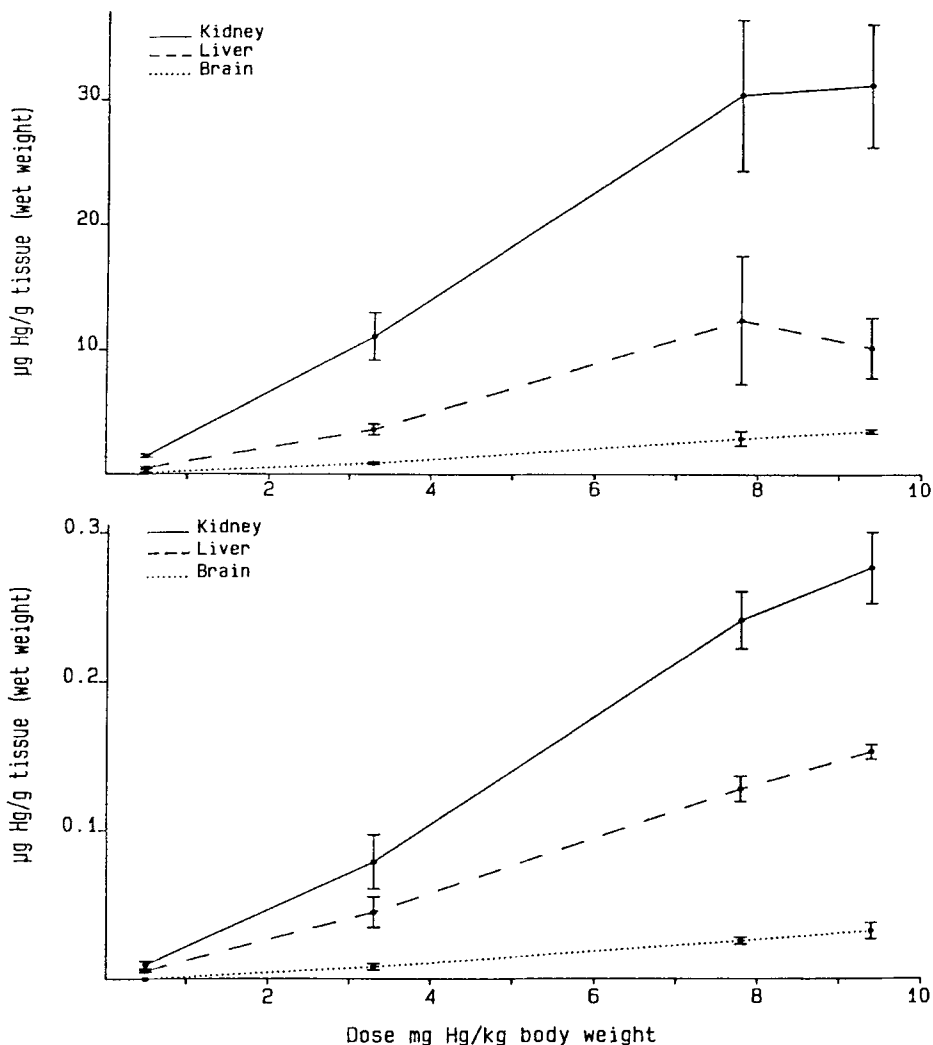 Kidney
Liver
Brain
30
20
10
µg Hg/g tissue (wet weight)
2 4 6 8 10
0.3
Kidney
Liver
Brain
0.2
0.1
µg Hg/g tissue (wet weight)
2 4 6 8 10
Dose mg Hg/kg body weight